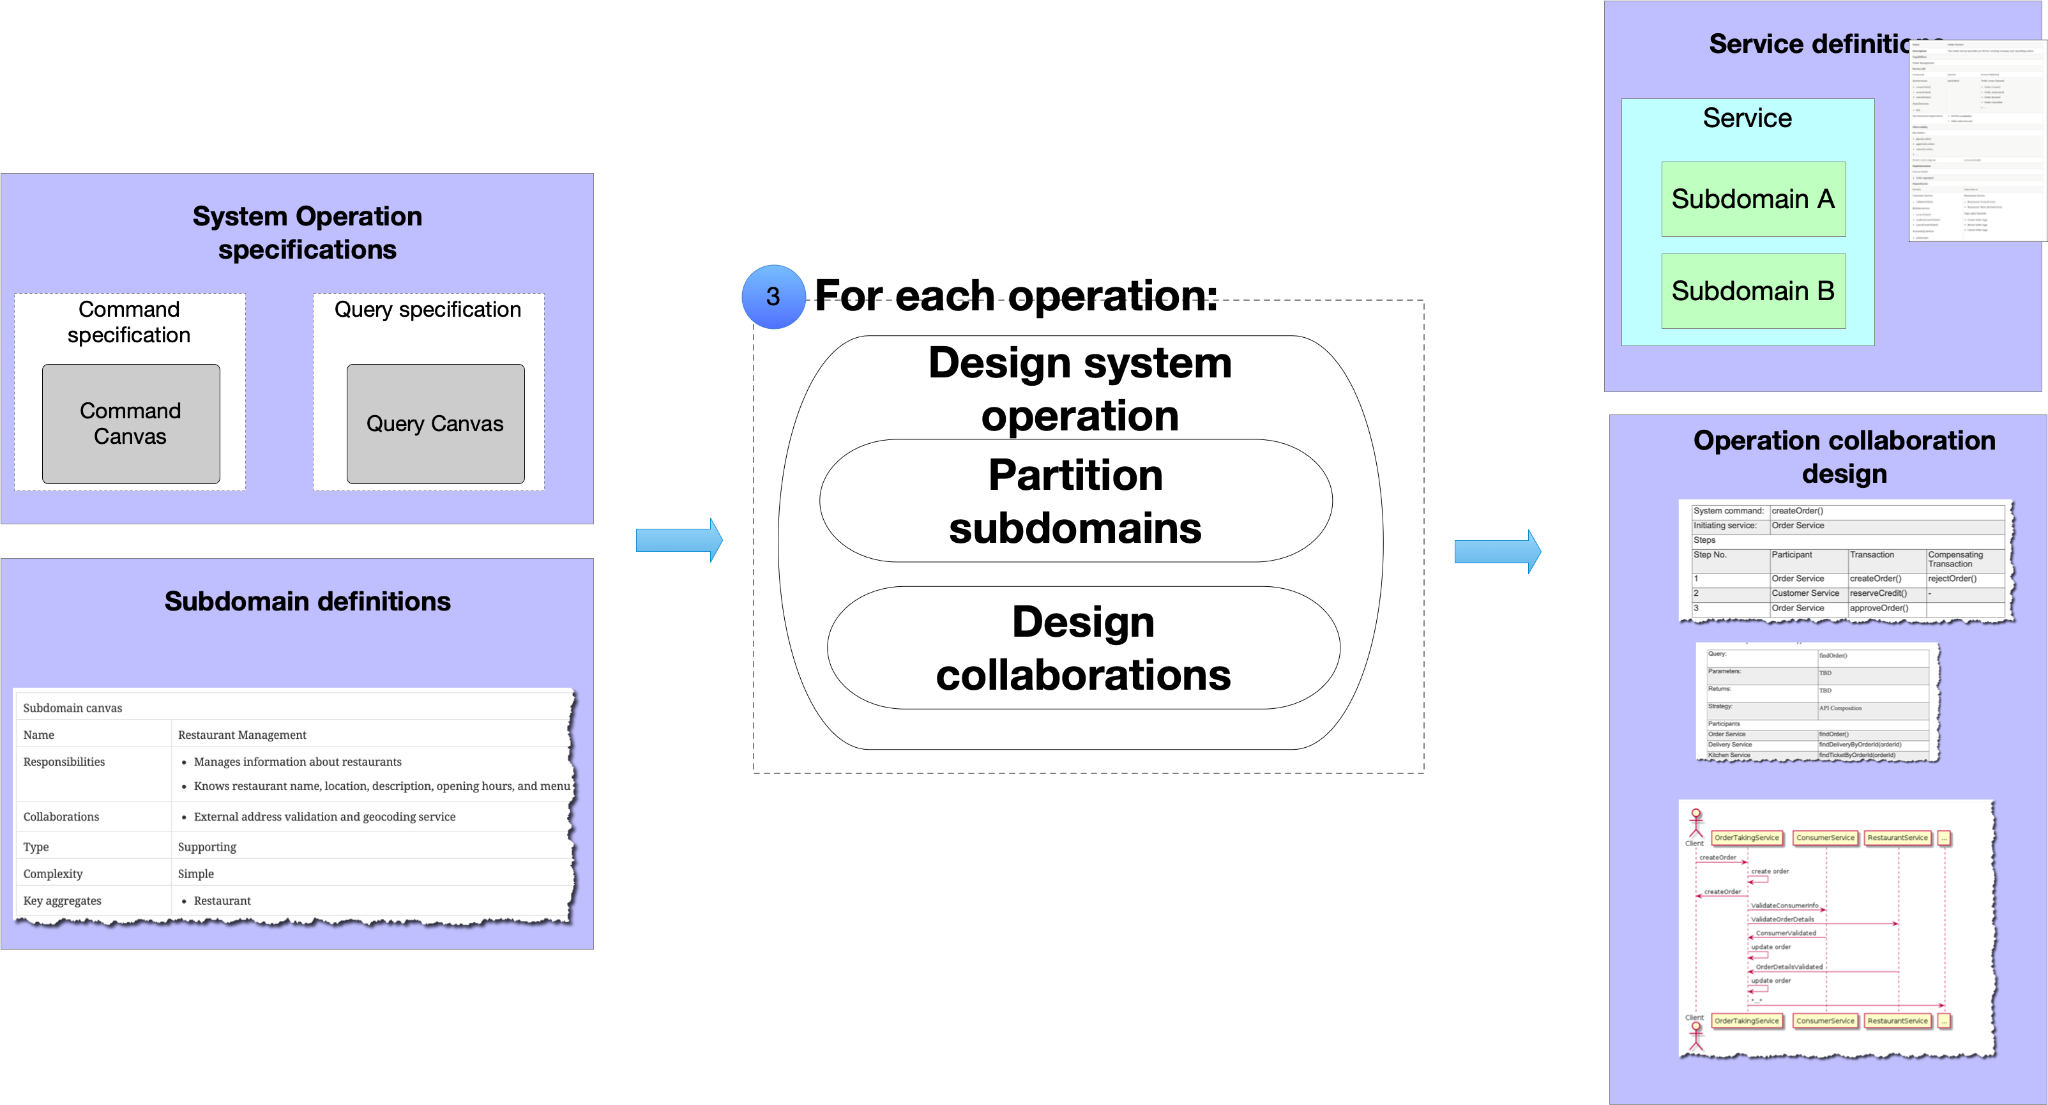 System Operation
specifications
Command
specification
Command
Canvas
Query specification
Query Canvas
Subdomain definitions
Subdomain canvas
Name Restaurant Management
Responsibilities • Manages information about restaurants
• Knows restaurant name, location, description, opening hours, and menu
Collaborations • External address validation and geocoding service
Type Supporting
Complexity Simple
Key aggregates • Restaurant
3 For each operation:
Design system
operation
Partition
subdomains
Design
collaborations
Service
Subdomain A
Subdomain B
Operation collaboration
design
System command: createOrder()
Initiating service: Order Service
Steps
Step No. Participant Transaction Compensating
Transaction
1 Order Service createOrder() rejectOrder()
2 Customer Service reserveCredit() -
3 Order Service approveOrder()
Query: findOrder()
Parameters: TBD
Returns: TBD
Strategy: API Composition
Participants
Order Service findOrder()
Delivery Service findDeliveryByOrderId(orderId)
Kitchen Service findTicketByOrderId(orderId)
Client OrderTakingService ConsumerService RestaurantService ...
createOrder
create order
createOrder
ValidateConsumerInfo
ValidateOrderDetails
ConsumerValidated
update order
OrderDetailsValidated
update order
Client OrderTakingService ConsumerService RestaurantService ...